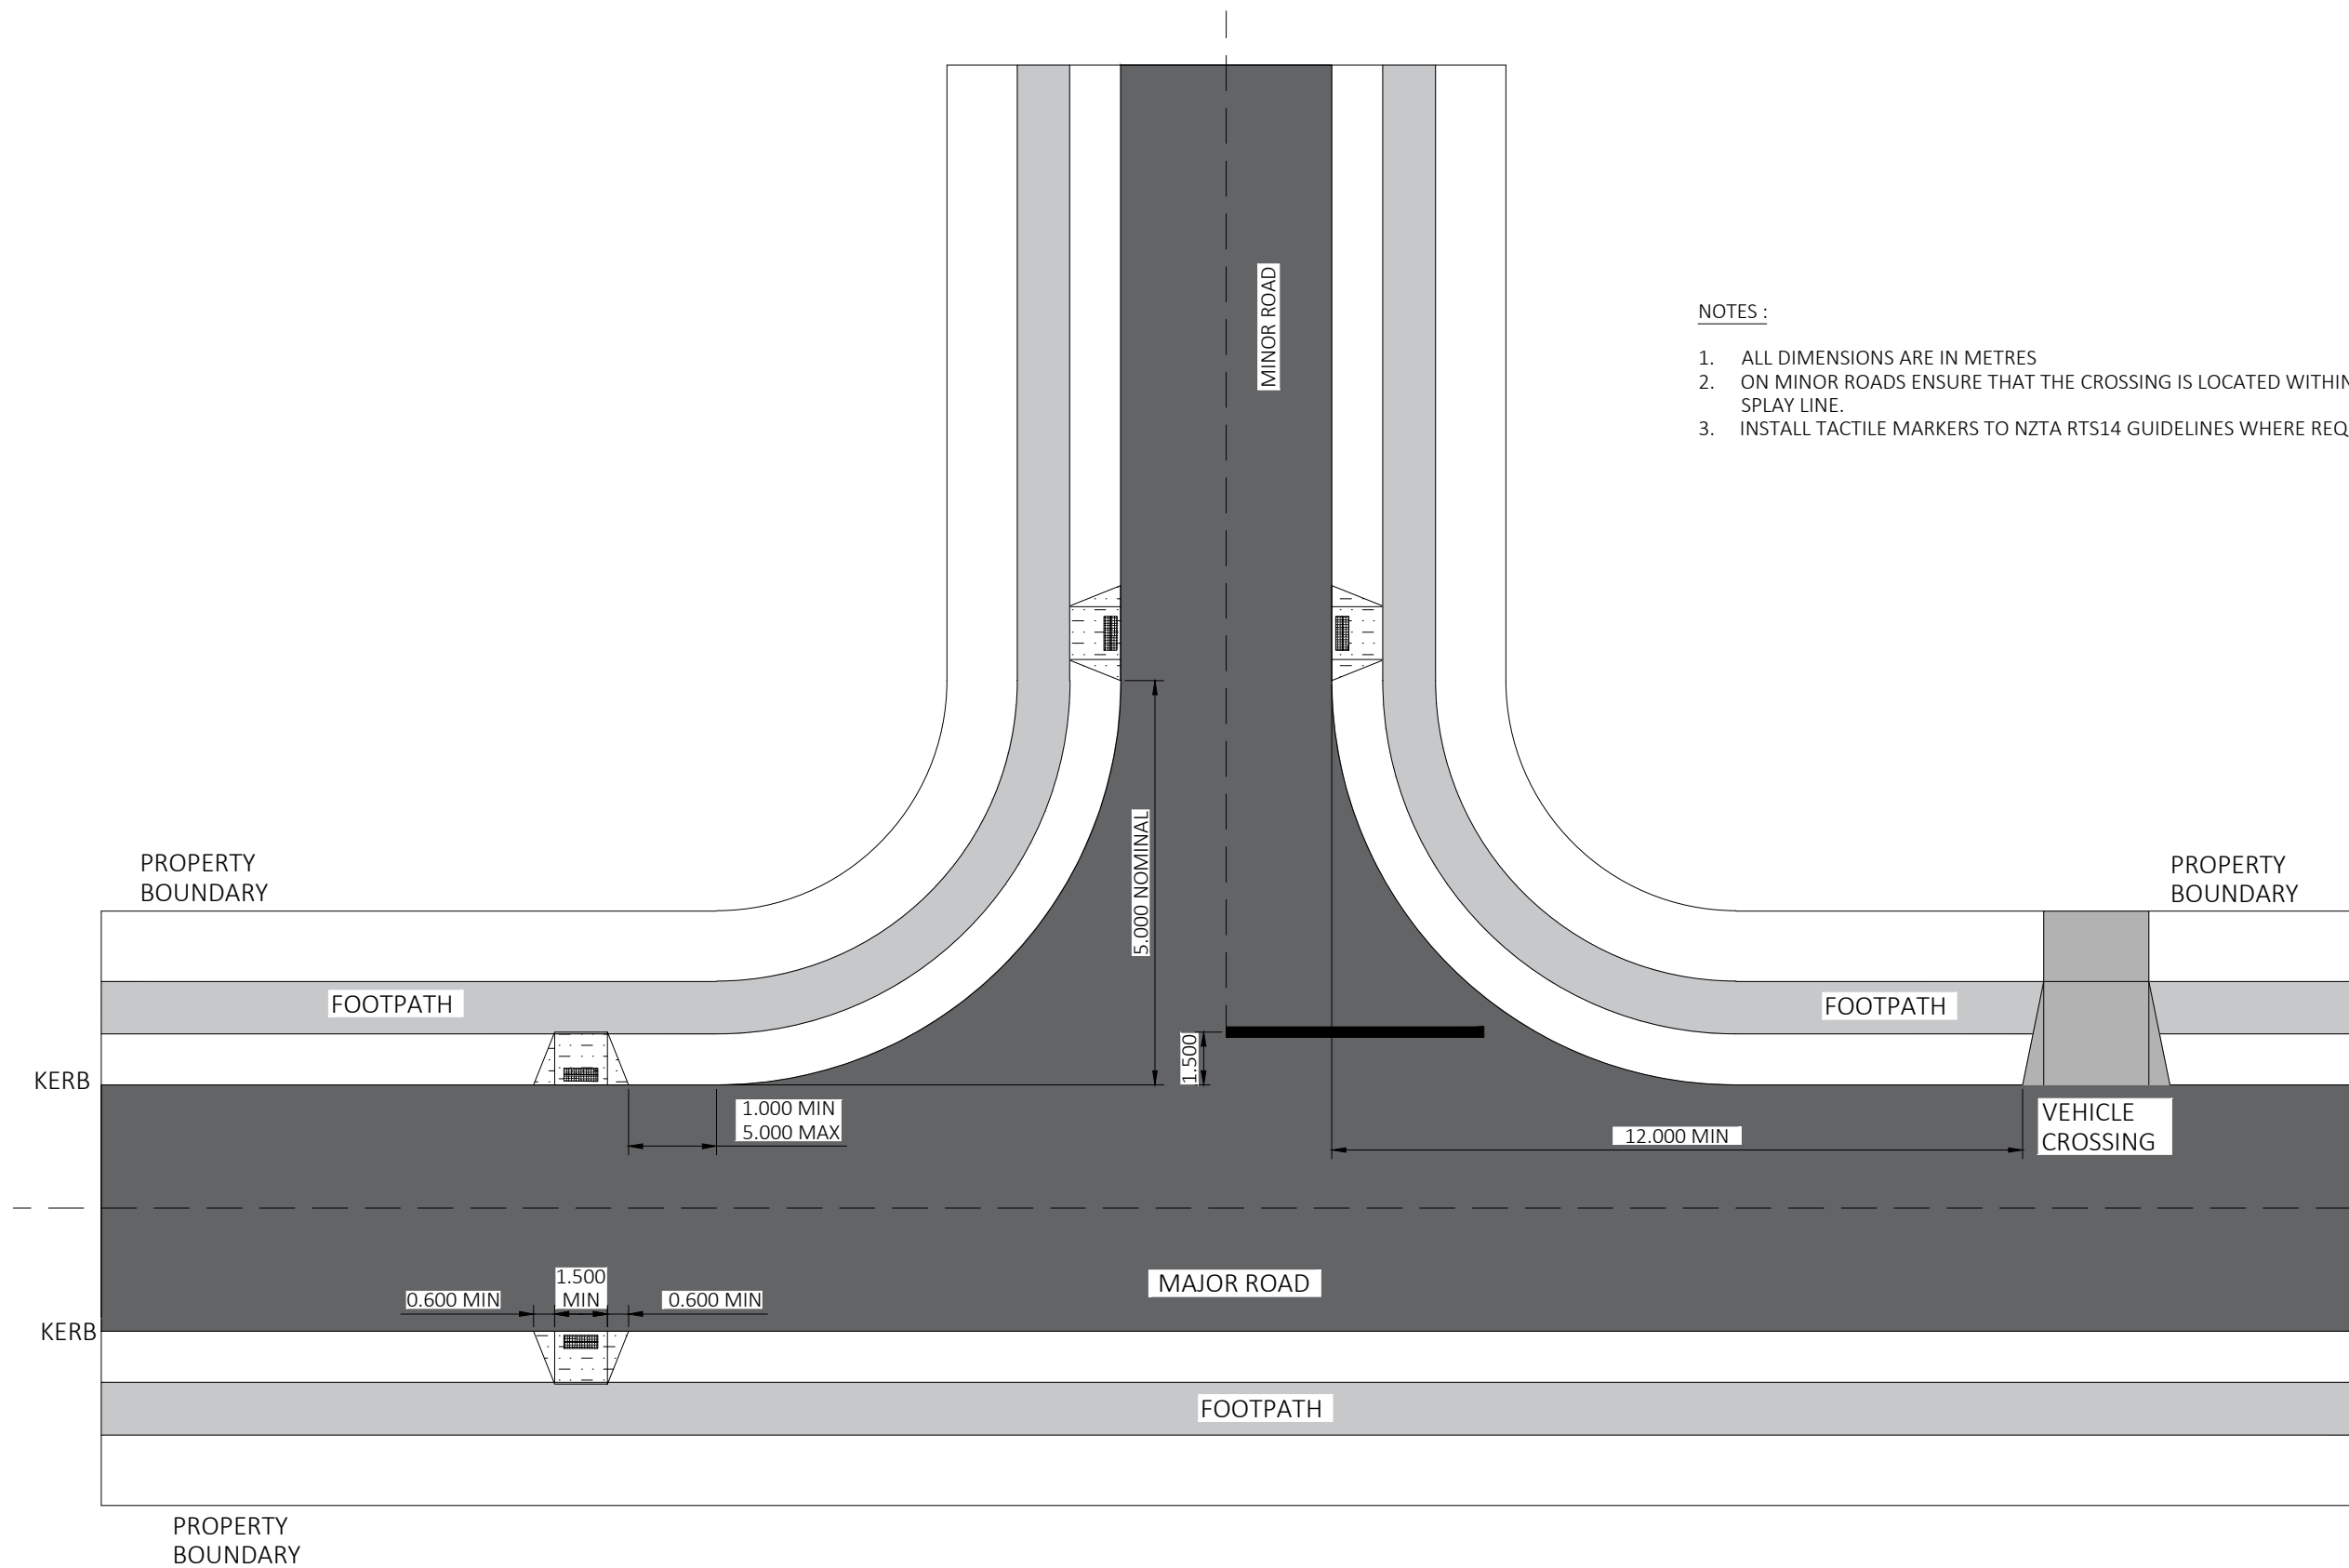 MINOR ROAD
NOTES :
1. ALL DIMENSIONS ARE IN METRES
2. ON MINOR ROADS ENSURE THAT THE CROSSING IS LOCATED WITHIN
SPLAY LINE.
3. INSTALL TACTILE MARKERS TO NZTA RTS14 GUIDELINES WHERE REQ
PROPERTY
BOUNDARY
5.000 NOMINAL
PROPERTY
BOUNDARY
FOOTPATH
FOOTPATH
1.500
KERB
1.000 MIN
5.000 MAX
12.000 MIN
VEHICLE
CROSSING
1.500
MIN
0.600 MIN
0.600 MIN
MAJOR ROAD
KERB
FOOTPATH
PROPERTY
BOUNDARY